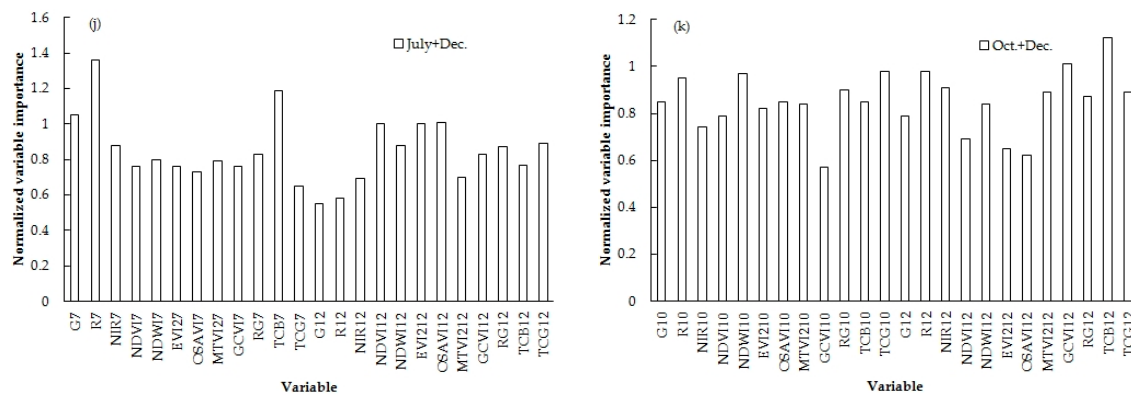 (j)
July+Dec.
1.6
1.4
1.2
1
0.8
0.6
0.4
0.2
0
Normalized variable importance
G7
R7
NIR7
NDVI7
NDWI7
EVI27
OSAVI7
MTVI27
GCVI7
RG7
TCB7
TCG7
G12
R12
NIR12
NDVI12
NDWI12
EVI212
OSAVI12
MTVI212
GCVI12
RG12
TCB12
TCG12
Variable
(k)
Oct.+Dec.
1.2
1
0.8
0.6
0.4
0.2
0
Normalized variable importance
G10
R10
NIR10
NDVI10
NDWI10
EVI210
OSAVI10
MTVI210
GCVI10
RG10
TCB10
TCG10
G12
R12
NIR12
NDVI12
NDWI12
EVI212
OSAVI12
MTVI212
GCVI12
RG12
TCB12
TCG12
Variable